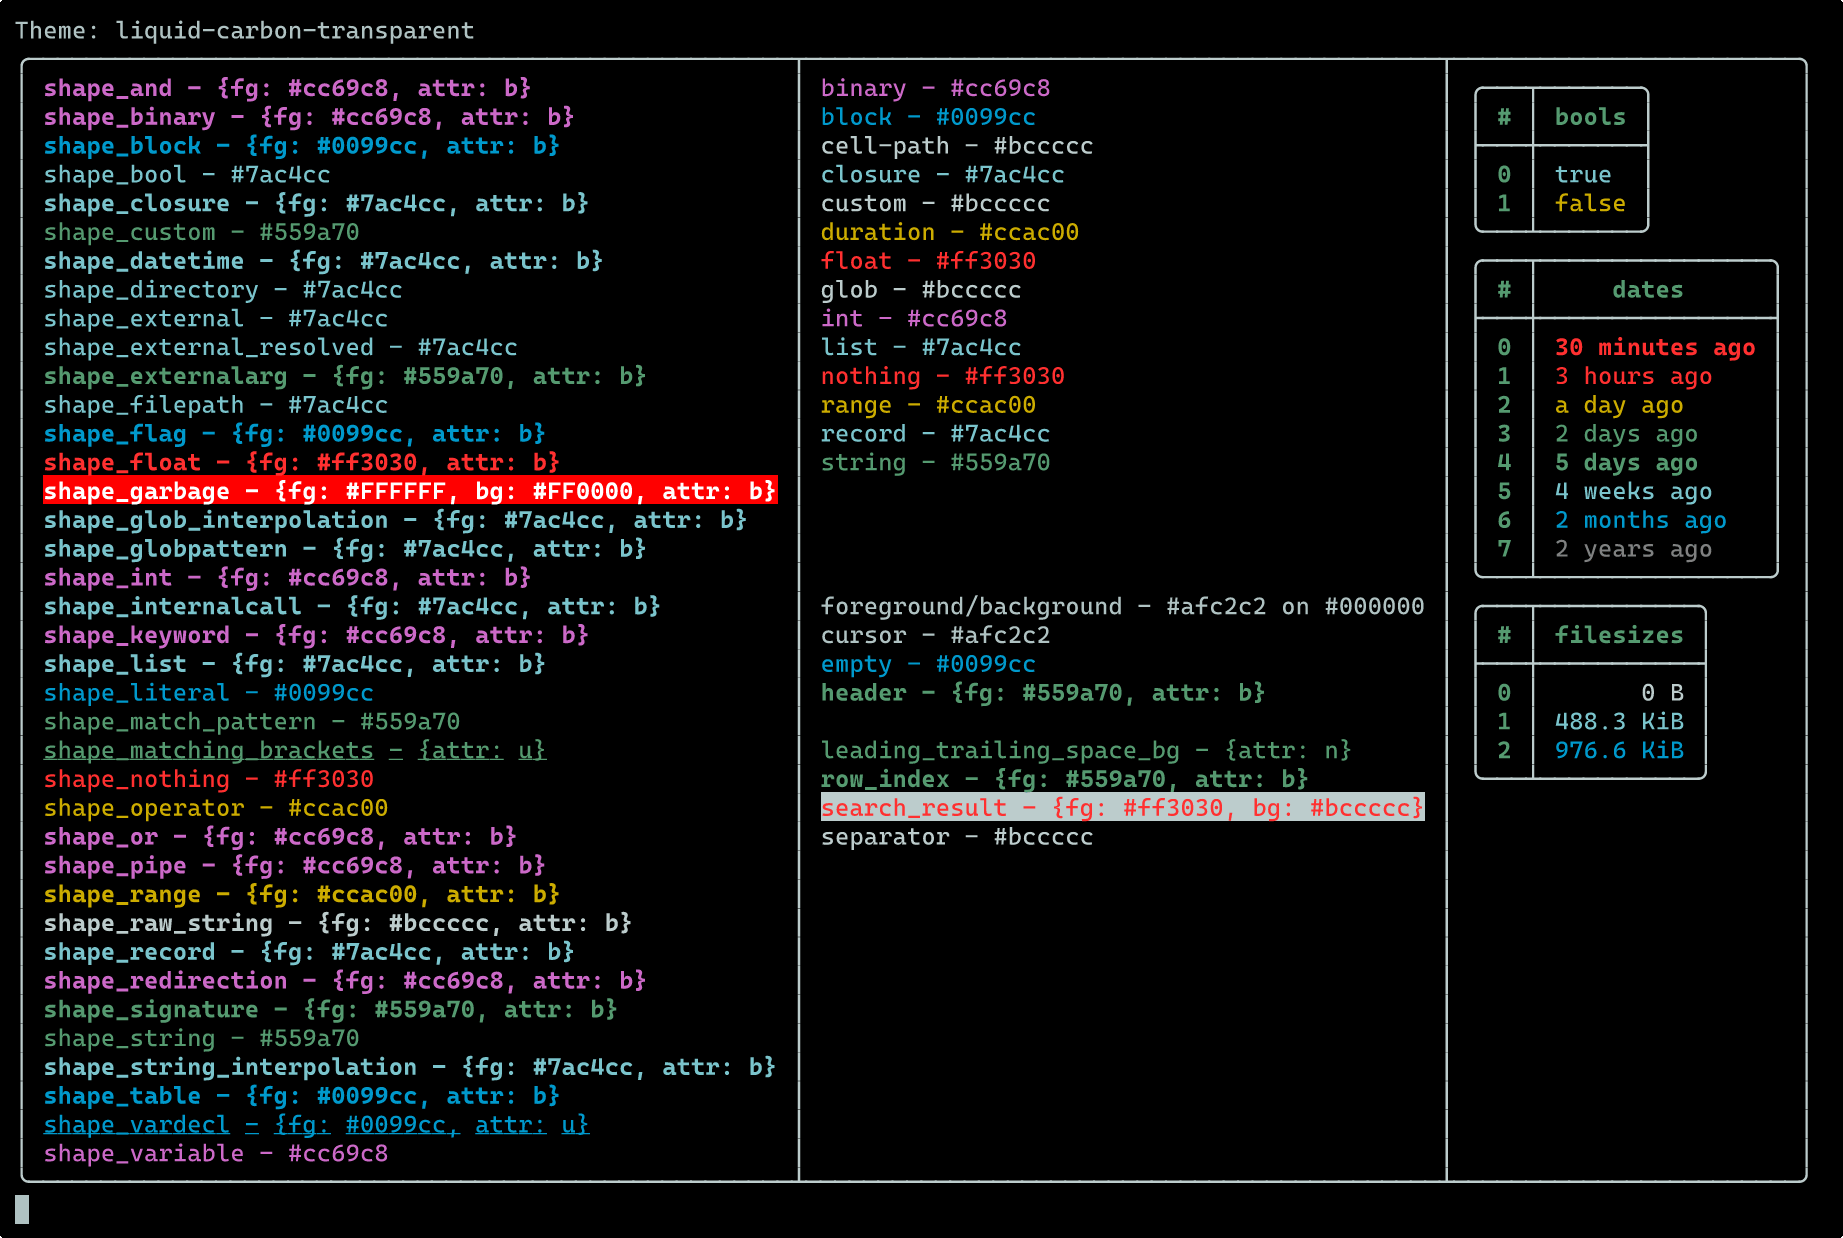 Theme: liquid-carbon-transparent
shape_and - {fg: #cc69c8, attr: b}
shape_binary - {fg: #cc69c8, attr: b}
shape_block - {fg: #0099cc, attr: b}
shape_bool - #7ac4cc
shape_closure - {fg: #7ac4cc, attr: b}
shape_custom - #559a70
shape_datetime - {fg: #7ac4cc, attr: b}
shape_directory - #7ac4cc
shape_external - #7ac4cc
shape_external_resolved - #7ac4cc
shape_externalarg - {fg: #559a70, attr: b}
shape_filepath - #7ac4cc
shape_flag - {fg: #0099cc, attr: b}
shape_float - {fg: #ff3030, attr: b}
shape_garbage - {fg: #FFFFFF, bg: #FF0000, attr: b}
shape_glob_interpolation - {fg: #7ac4cc, attr: b}
shape_globpattern - {fg: #7ac4cc, attr: b}
shape_int - {fg: #cc69c8, attr: b}
shape_internalcall - {fg: #7ac4cc, attr: b}
shape_keyword - {fg: #cc69c8, attr: b}
shape_list - {fg: #7ac4cc, attr: b}
shape_literal - #0099cc
shape_match_pattern - #559a70
shape_matching_brackets - {attr: u}
shape_nothing - #ff3030
shape_operator - #ccac00
shape_or - {fg: #cc69c8, attr: b}
shape_pipe - {fg: #cc69c8, attr: b}
shape_range - {fg: #ccac00, attr: b}
shape_raw_string - {fg: #bccccc, attr: b}
shape_record - {fg: #7ac4cc, attr: b}
shape_redirection - {fg: #cc69c8, attr: b}
shape_signature - {fg: #559a70, attr: b}
shape_string - #559a70
shape_string_interpolation - {fg: #7ac4cc, attr: b}
shape_table - {fg: #0099cc, attr: b}
shape_vardecl - {fg: #0099cc, attr: u}
shape_variable - #cc69c8
binary - #cc69c8
block - #0099cc
cell-path - #bccccc
closure - #7ac4cc
custom - #bccccc
duration - #ccac00
float - #ff3030
glob - #bccccc
int - #cc69c8
list - #7ac4cc
nothing - #ff3030
range - #ccac00
record - #7ac4cc
string - #559a70
foreground/background - #afc2c2 on #000000
cursor - #afc2c2
empty - #0099cc
header - {fg: #559a70, attr: b}
leading_trailing_space_bg - {attr: n}
row_index - {fg: #559a70, attr: b}
search_result - {fg: #ff3030, bg: #bccccc}
separator - #bccccc
# bools
0 true
1 false
# dates
0 30 minutes ago
1 3 hours ago
2 a day ago
3 2 days ago
4 5 days ago
5 4 weeks ago
6 2 months ago
7 2 years ago
# filesizes
0 0 B
1 488.3 KiB
2 976.6 KiB